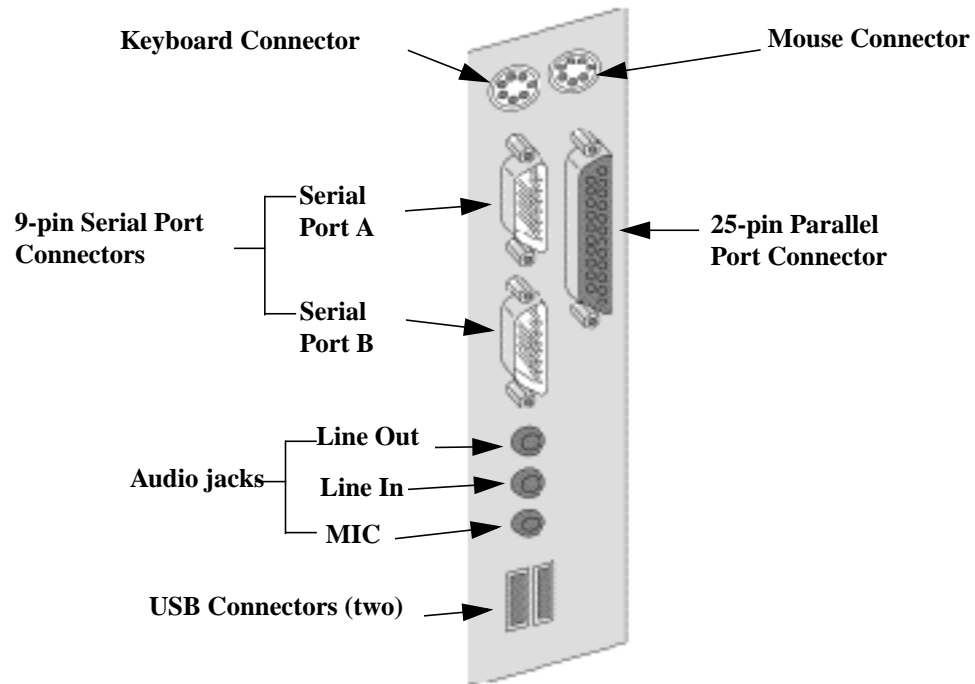 Keyboard Connector
Mouse Connector
9-pin Serial Port
Connectors
Serial
Port A
25-pin Parallel
Port Connector
Serial
Port B
Audio jacks
Line Out
Line In
MIC
USB Connectors (two)